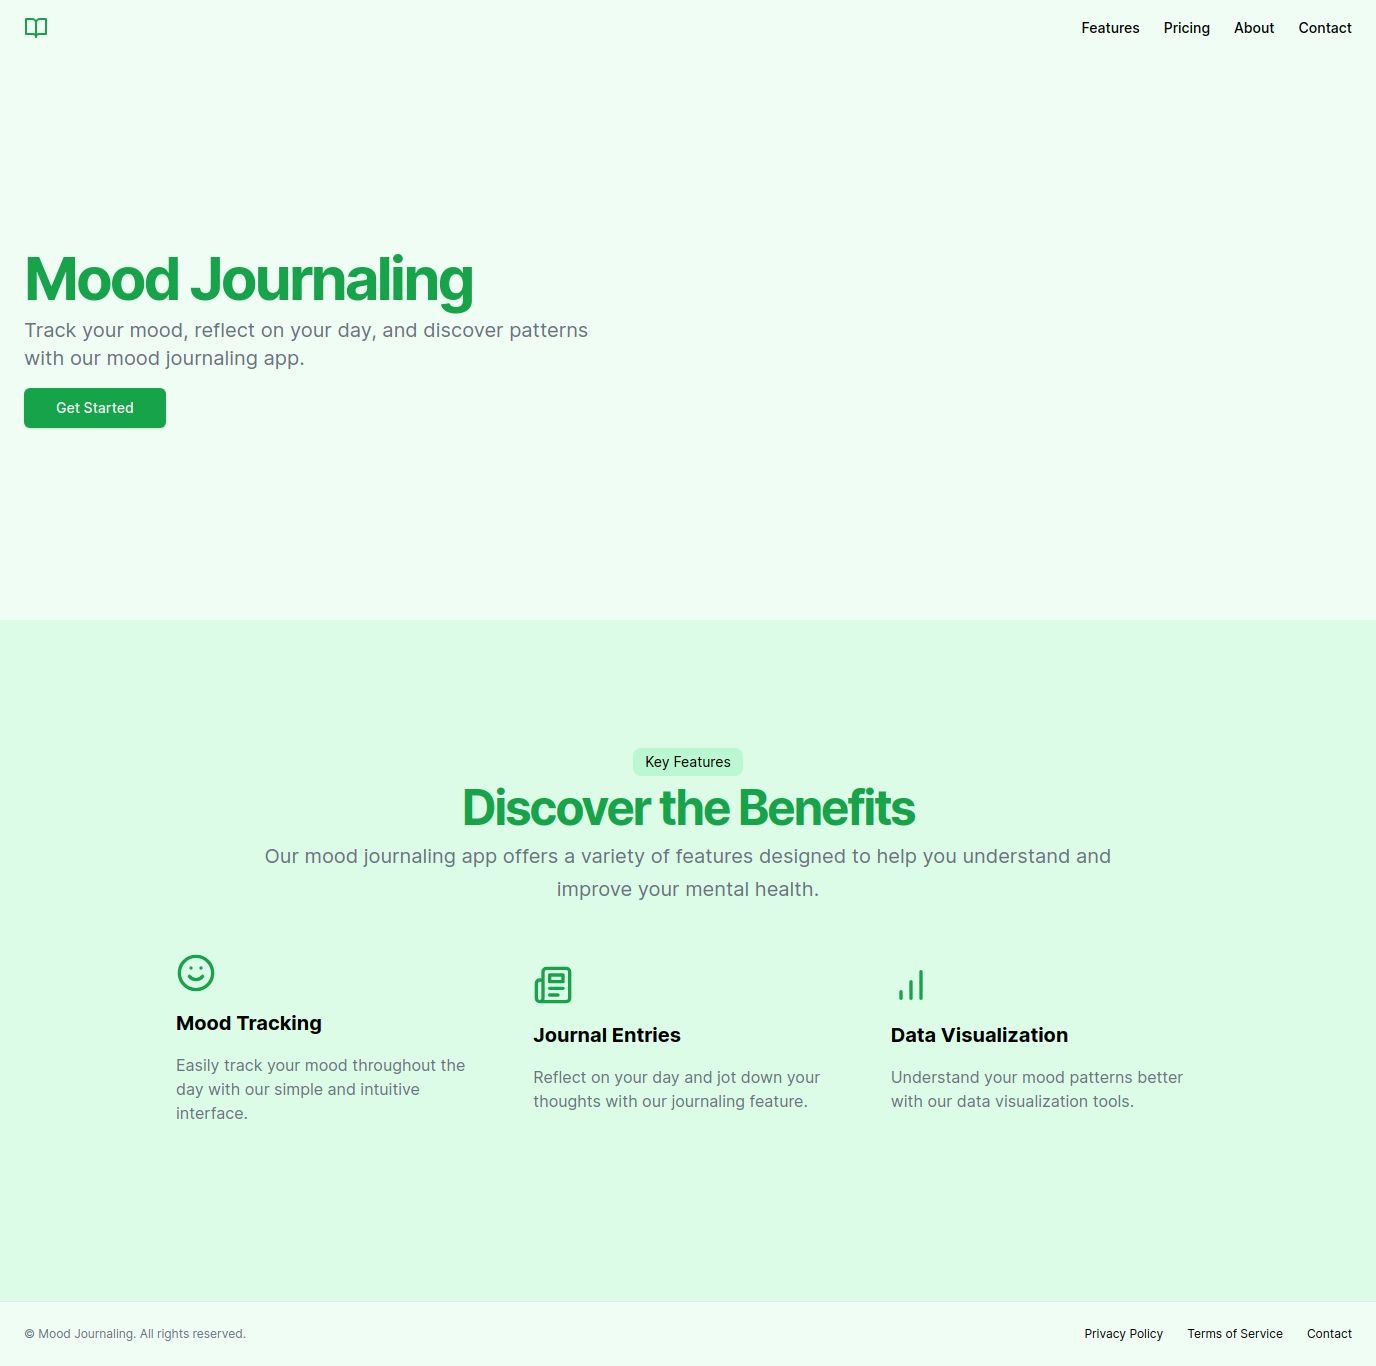 Features Pricing About Contact
Mood Journaling
Track your mood, reflect on your day, and discover patterns
with our mood journaling app.
Get Started
Key Features
Discover the Benefits
Our mood journaling app offers a variety of features designed to help you understand and
improve your mental health.
Mood Tracking
Easily track your mood throughout the
day with our simple and intuitive
interface.
Journal Entries
Reflect on your day and jot down your
thoughts with our journaling feature.
Data Visualization
Understand your mood patterns better
with our data visualization tools.
© Mood Journaling. All rights reserved.
Privacy Policy Terms of Service Contact